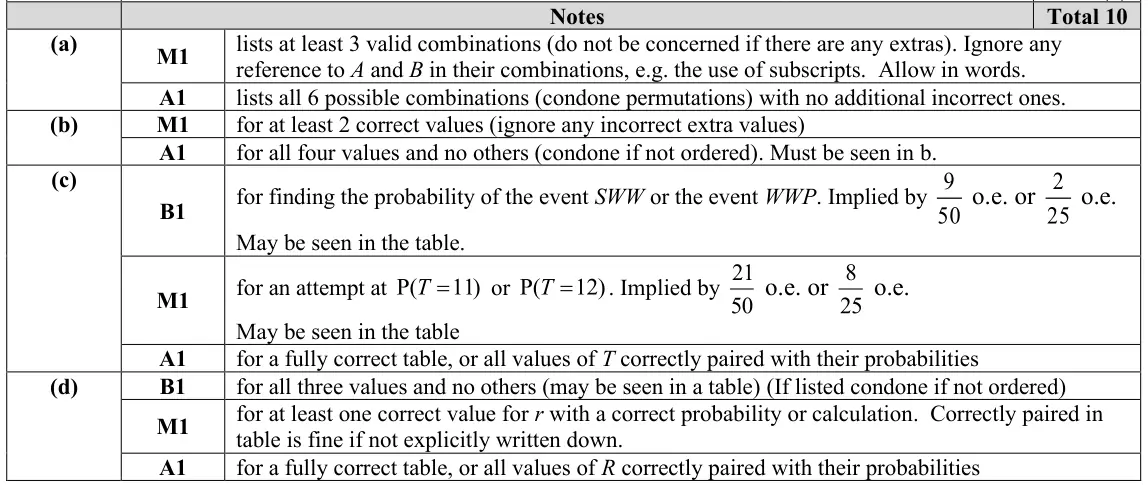 Notes Total 10
(a) M1 lists at least 3 valid combinations (do not be concerned if there are any extras). Ignore any
reference to A and B in their combinations, e.g. the use of subscripts. Allow in words.
A1 lists all 6 possible combinations (condone permutations) with no additional incorrect ones.
(b) M1 for at least 2 correct values (ignore any incorrect extra values)
A1 for all four values and no others (condone if not ordered). Must be seen in b.
(c) B1 for finding the probability of the event SWW or the event WWP. Implied by 9/50 o.e. or 2/25 o.e.
May be seen in the table.
M1 for an attempt at P(T = 11) or P(T = 12). Implied by 21/50 o.e. or 8/25 o.e.
May be seen in the table
A1 for a fully correct table, or all values of T correctly paired with their probabilities
(d) B1 for all three values and no others (may be seen in a table) (If listed condone if not ordered)
M1 for at least one correct value for r with a correct probability or calculation. Correctly paired in
table is fine if not explicitly written down.
A1 for a fully correct table, or all values of R correctly paired with their probabilities